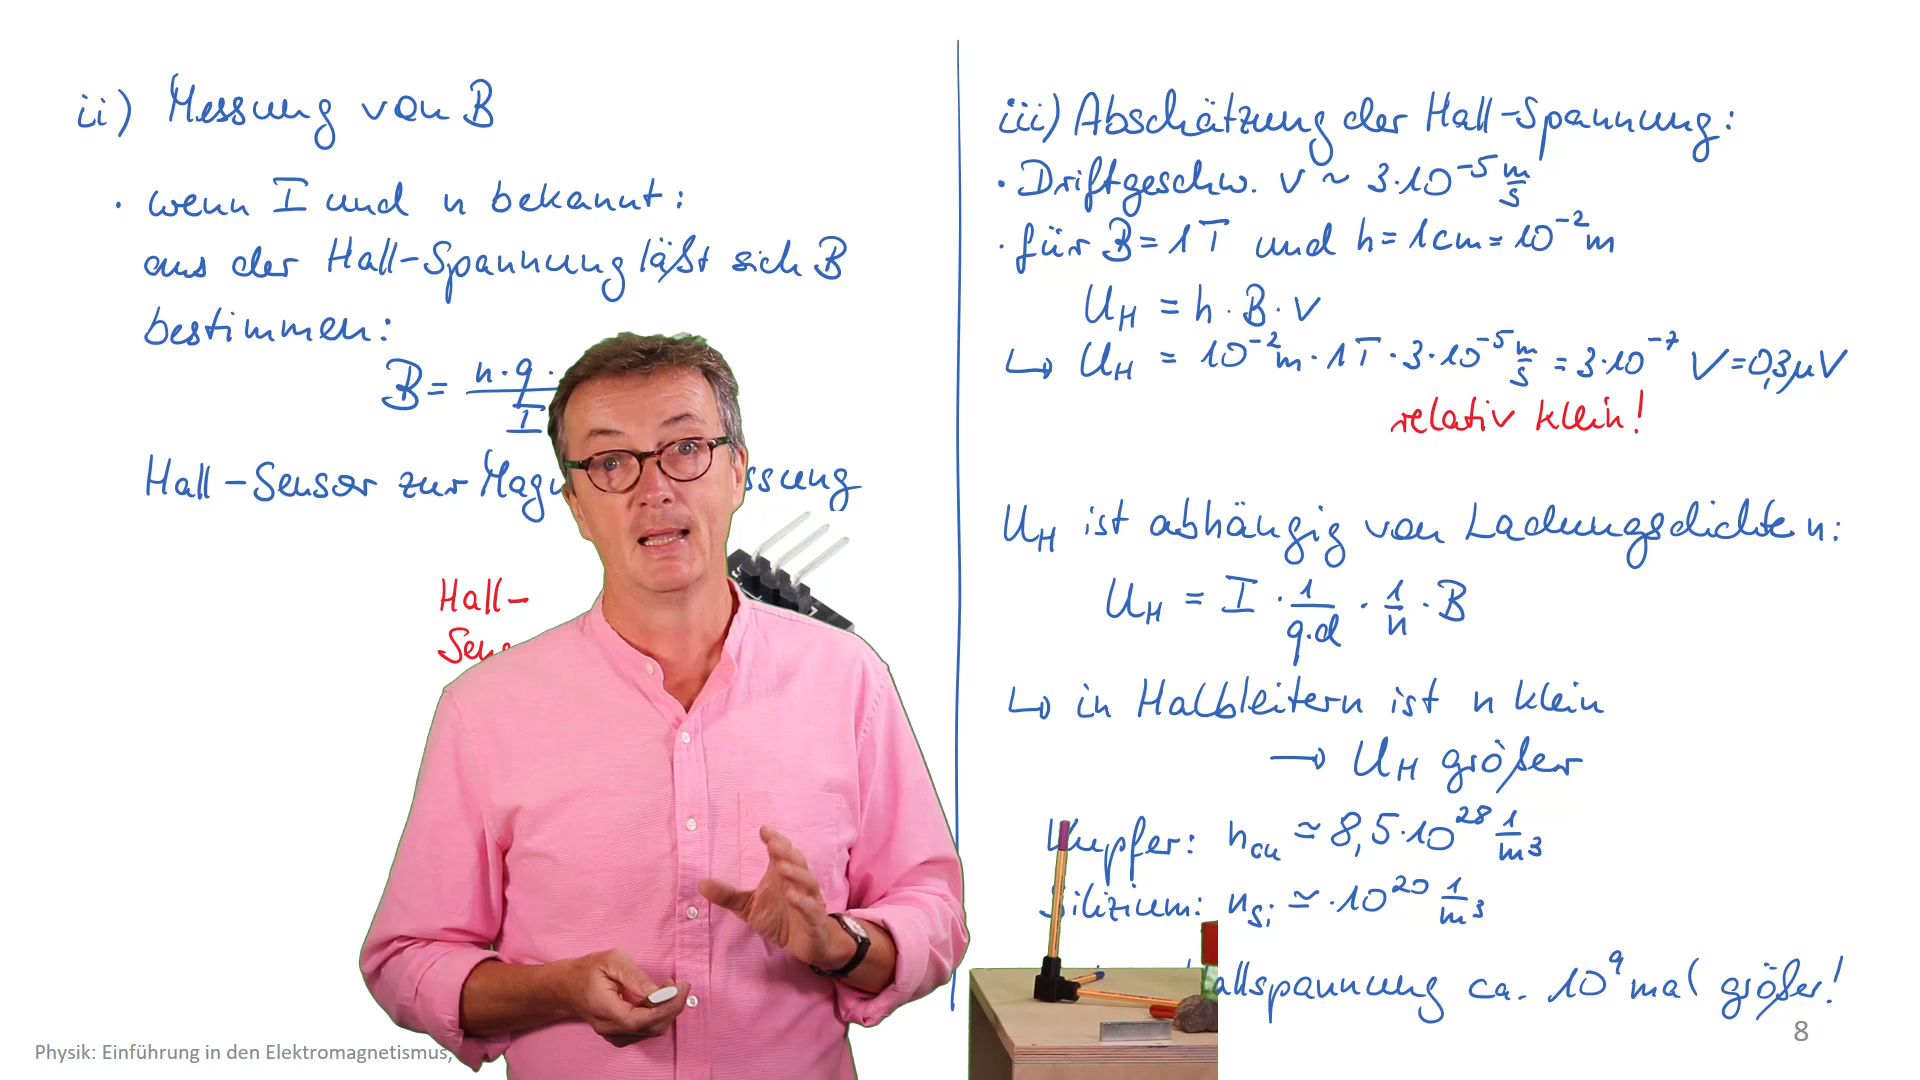 ii) Messung von B
· wenn I und n bekannt:
aus der Hall-Spannung läßt sich B
bestimmen:
B = n·q· / I
Hall-Sensor zur
Hall-
iii) Abschätzung der Hall-Spannung:
· Driftgeschw. v ~ 3·10⁻⁵ m/s
· für B = 1T und h = 1cm = 10⁻² m
U_H = h · B · v
↳ U_H = 10⁻² m · 1T · 3·10⁻⁵ m/s = 3·10⁻⁷ V = 0,3 µV
relativ klein!
U_H ist abhängig von Ladungsdichte n:
U_H = I · 1/(q·d) · 1/n · B
↳ in Halbleitern ist n klein
→ U_H größer
Kupfer: n_cu ≃ 8,5·10²⁸ 1/m³
Silizium: n_Si ≃ ·10²⁰ 1/m³
allspannung ca. 10⁹ mal größer!
Physik: Einführung in den Elektromagnetismus,
8